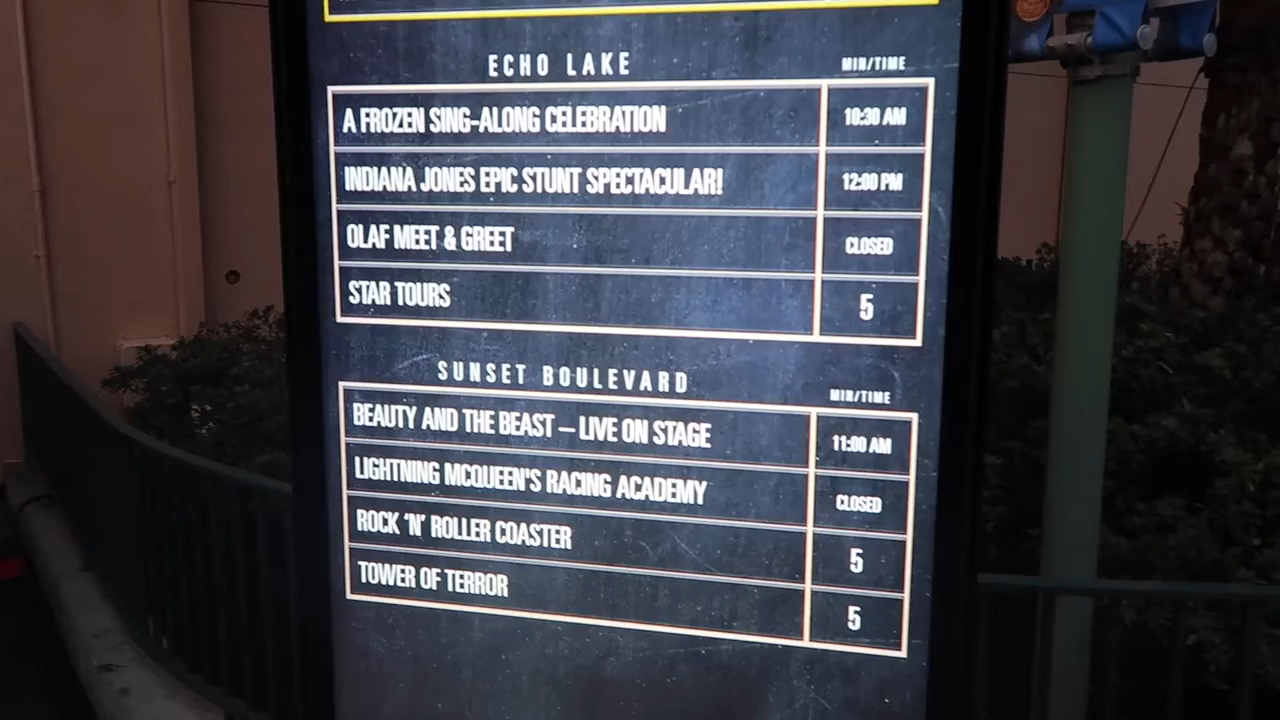 ECHO LAKE MIN/TIME
A FROZEN SING-ALONG CELEBRATION 10:30 AM
INDIANA JONES EPIC STUNT SPECTACULAR! 12:00 PM
OLAF MEET & GREET CLOSED
STAR TOURS 5
SUNSET BOULEVARD MIN/TIME
BEAUTY AND THE BEAST – LIVE ON STAGE 11:00 AM
LIGHTNING MCQUEEN'S RACING ACADEMY CLOSED
ROCK ‘N’ ROLLER COASTER 5
TOWER OF TERROR 5